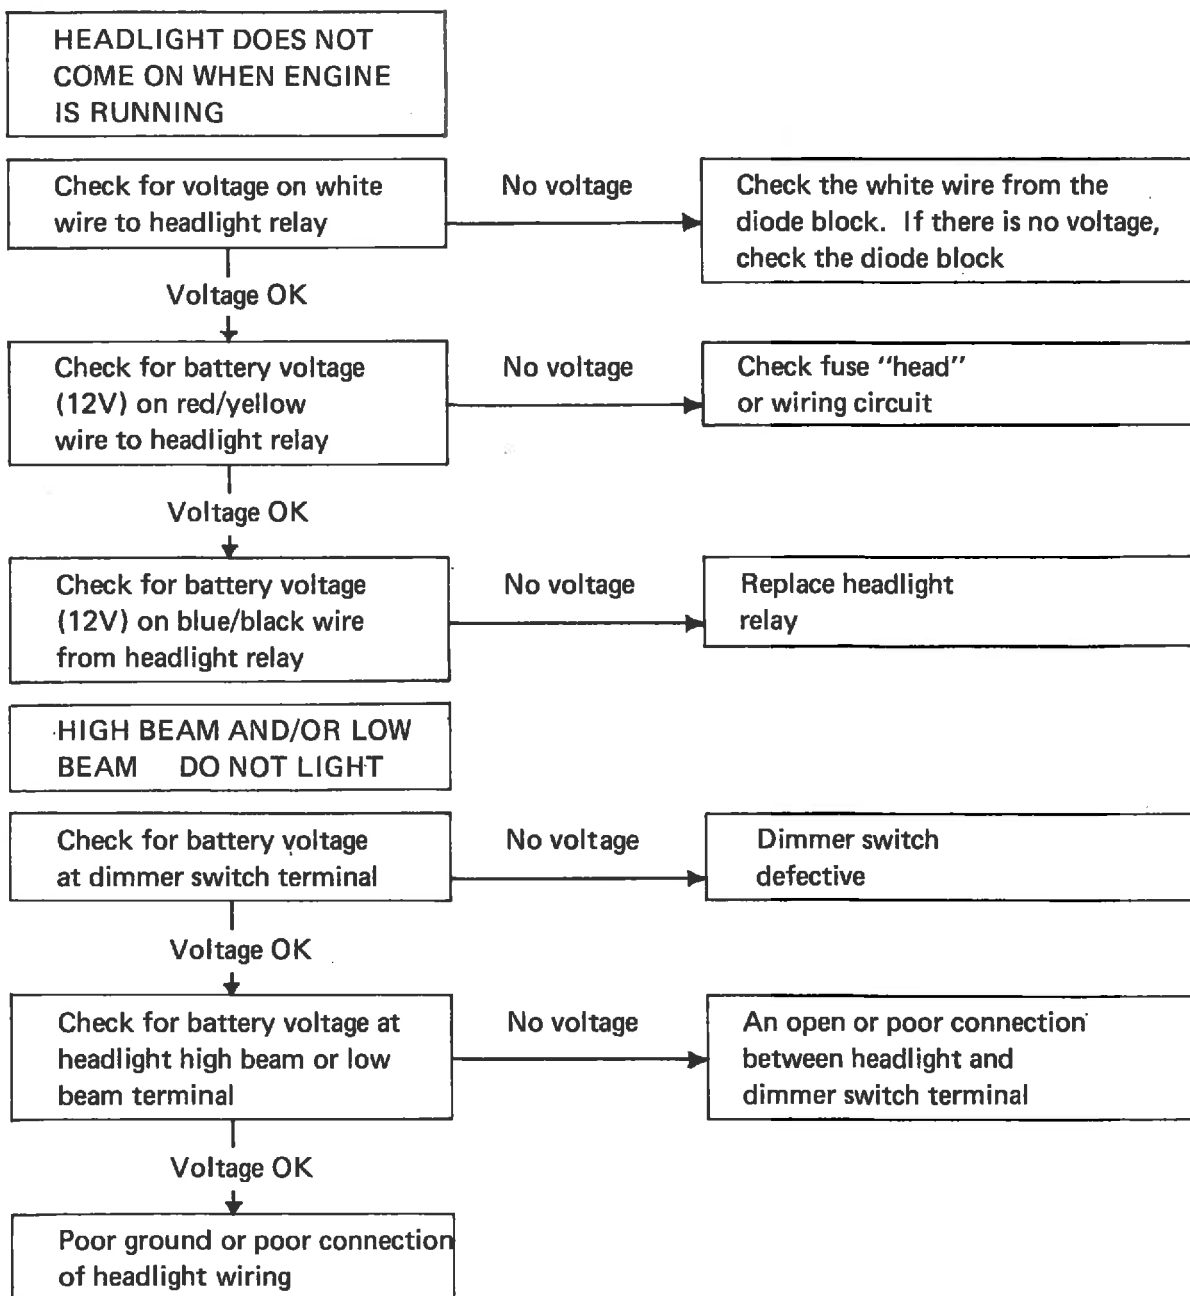 HEADLIGHT DOES NOT
COME ON WHEN ENGINE
IS RUNNING
Check for voltage on white
wire to headlight relay
No voltage
Check the white wire from the
diode block. If there is no voltage,
check the diode block
Voltage OK
Check for battery voltage
(12V) on red/yellow
wire to headlight relay
No voltage
Check fuse “head”
or wiring circuit
Voltage OK
Check for battery voltage
(12V) on blue/black wire
from headlight relay
No voltage
Replace headlight
relay
HIGH BEAM AND/OR LOW
BEAM DO NOT LIGHT
Check for battery voltage
at dimmer switch terminal
No voltage
Dimmer switch
defective
Voltage OK
Check for battery voltage at
headlight high beam or low
beam terminal
No voltage
An open or poor connection
between headlight and
dimmer switch terminal
Voltage OK
Poor ground or poor connection
of headlight wiring